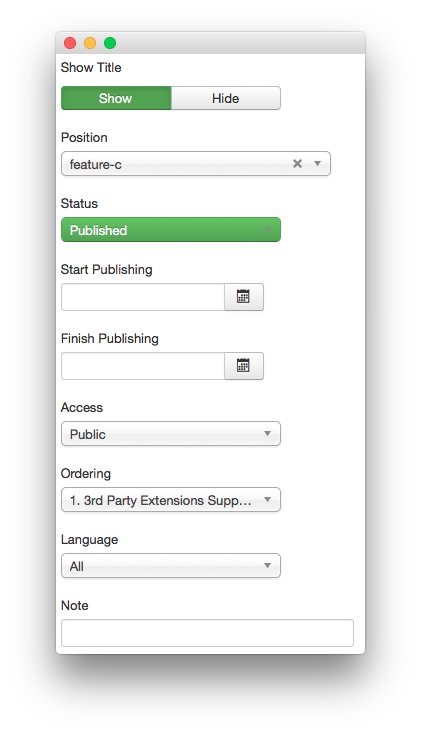 Show Title
Show Hide
Position
feature-c
Status
Published
Start Publishing
Finish Publishing
Access
Public
Ordering
1. 3rd Party Extensions Supp…
Language
All
Note